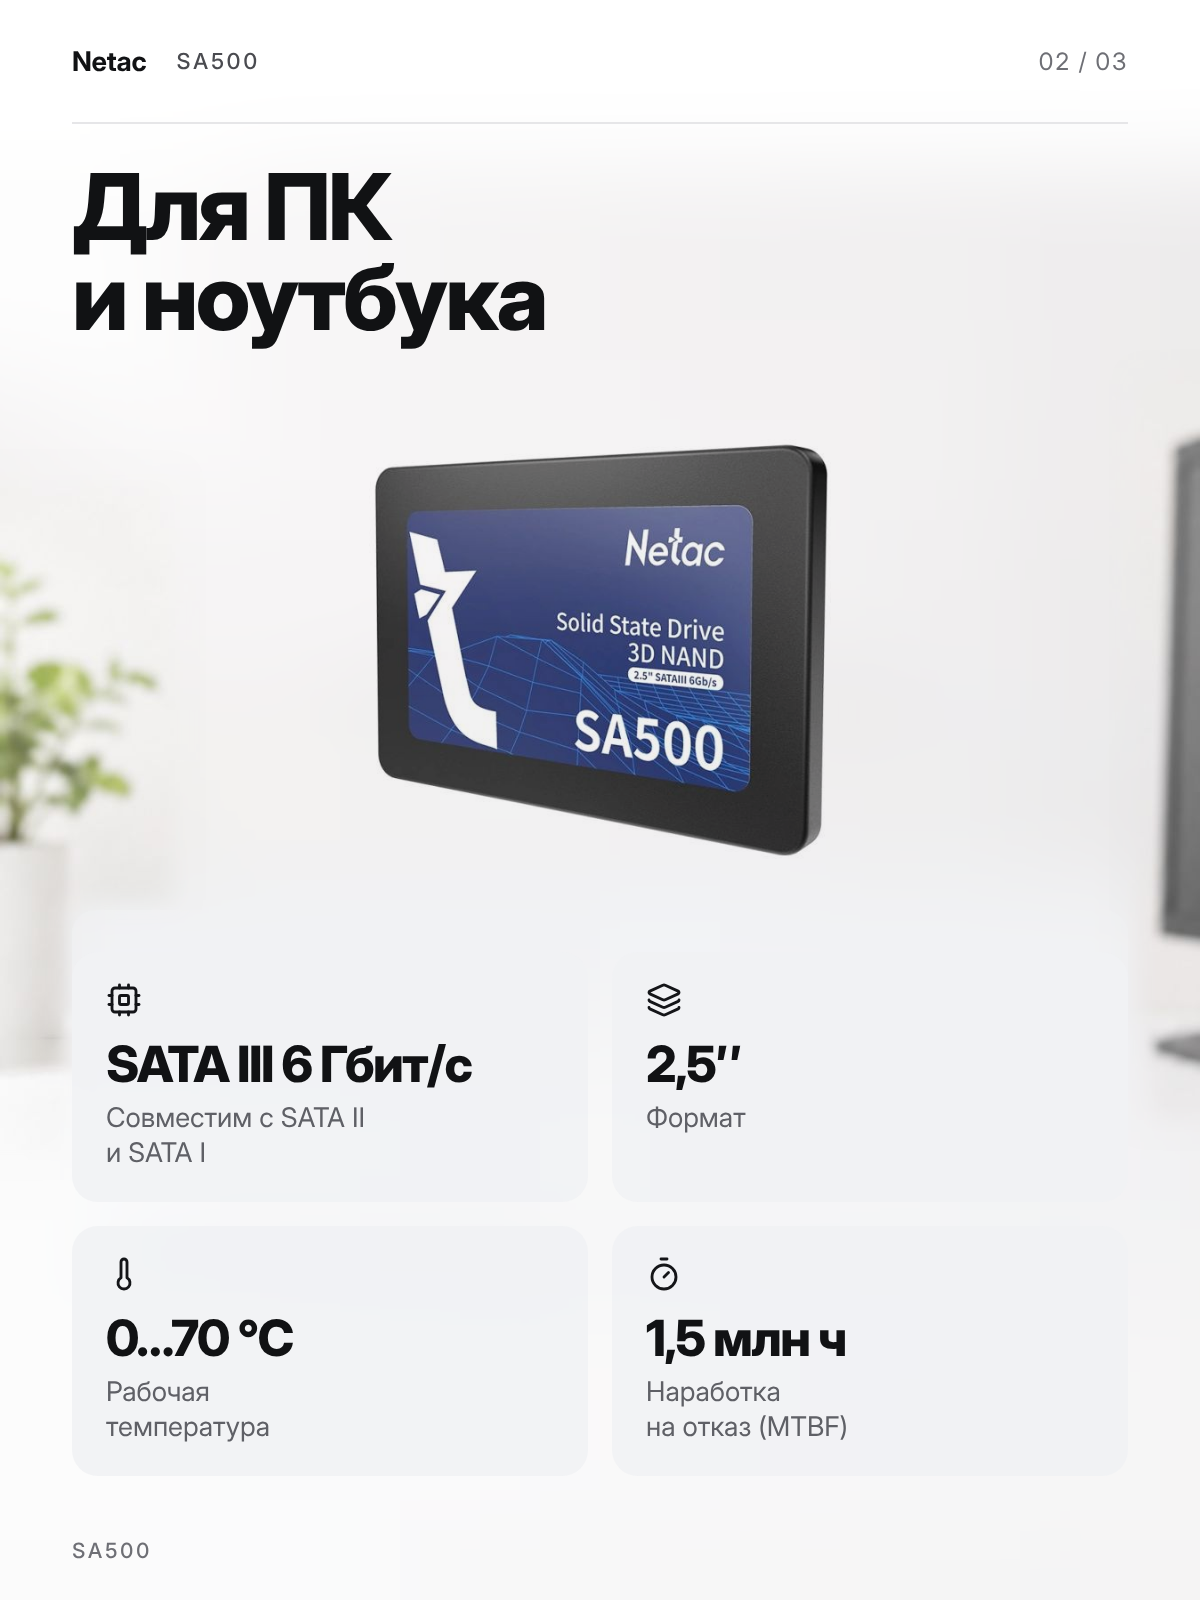 Netac SA500 02 / 03
Для ПК
и ноутбука
Netac
Solid State Drive
3D NAND
2.5" SATAIII 6Gb/s
SA500
SATA III 6 Гбит/с
Совместим с SATA II
и SATA I
2,5″
Формат
0...70 °C
Рабочая
температура
1,5 млн ч
Наработка
на отказ (MTBF)
SA500